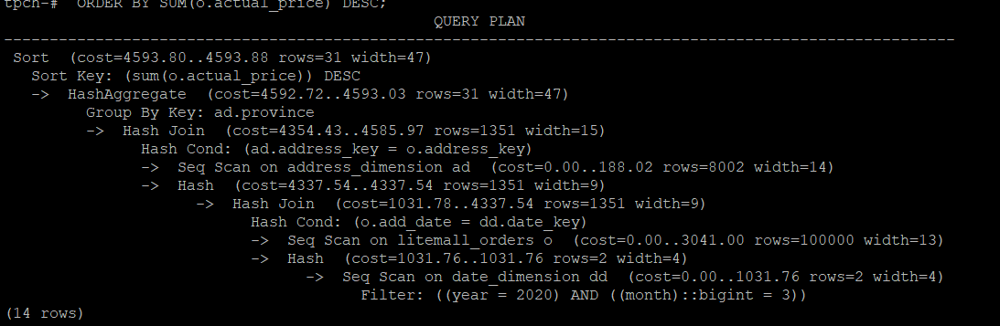 tpch-# ORDER BY SUM(o.actual_price) DESC;
QUERY PLAN
--------------------------------------------------------------------------------------------------------
Sort (cost=4593.80..4593.88 rows=31 width=47)
Sort Key: (sum(o.actual_price)) DESC
-> HashAggregate (cost=4592.72..4593.03 rows=31 width=47)
Group By Key: ad.province
-> Hash Join (cost=4354.43..4585.97 rows=1351 width=15)
Hash Cond: (ad.address_key = o.address_key)
-> Seq Scan on address_dimension ad (cost=0.00..188.02 rows=8002 width=14)
-> Hash (cost=4337.54..4337.54 rows=1351 width=9)
-> Hash Join (cost=1031.78..4337.54 rows=1351 width=9)
Hash Cond: (o.add_date = dd.date_key)
-> Seq Scan on litemall_orders o (cost=0.00..3041.00 rows=100000 width=13)
-> Hash (cost=1031.76..1031.76 rows=2 width=4)
-> Seq Scan on date_dimension dd (cost=0.00..1031.76 rows=2 width=4)
Filter: ((year = 2020) AND ((month)::bigint = 3))
(14 rows)